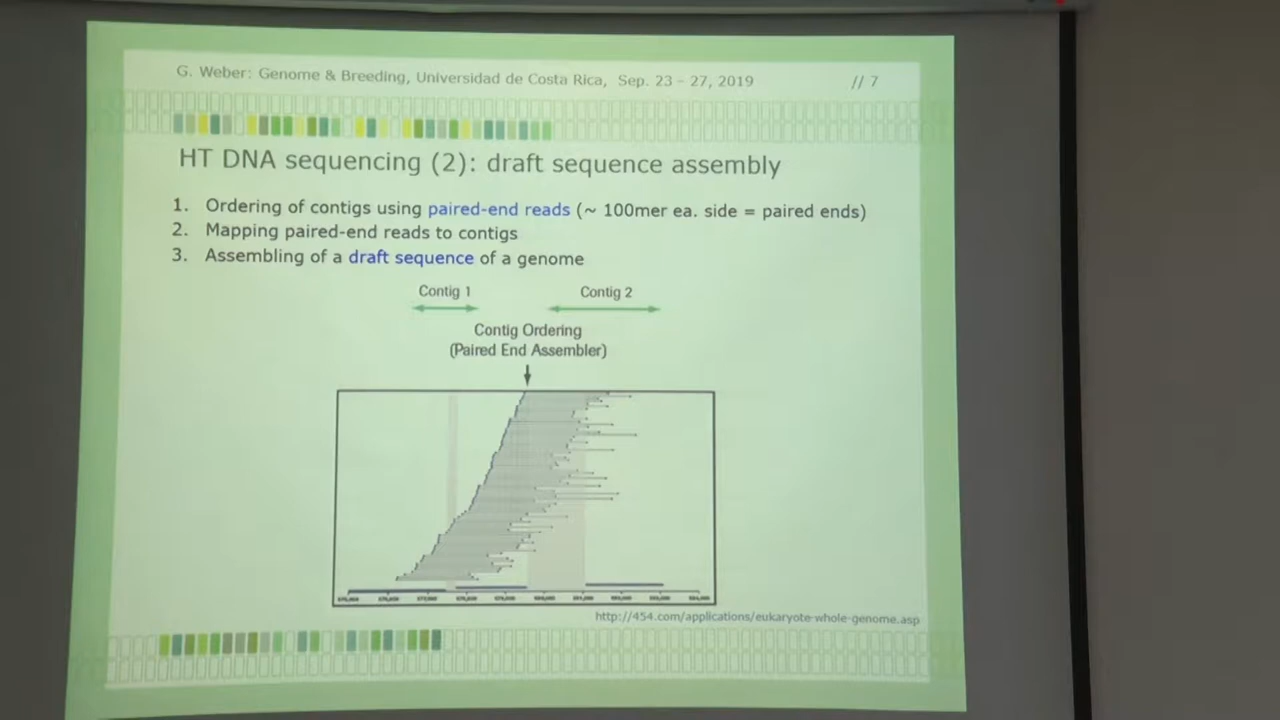 G. Weber: Genome & Breeding, Universidad de Costa Rica, Sep. 23 – 27, 2019 // 7
HT DNA sequencing (2): draft sequence assembly
1. Ordering of contigs using paired-end reads (~ 100mer ea. side = paired ends)
2. Mapping paired-end reads to contigs
3. Assembling of a draft sequence of a genome
Contig 1 Contig 2
Contig Ordering
(Paired End Assembler)
http://454.com/applications/eukaryote-whole-genome.asp